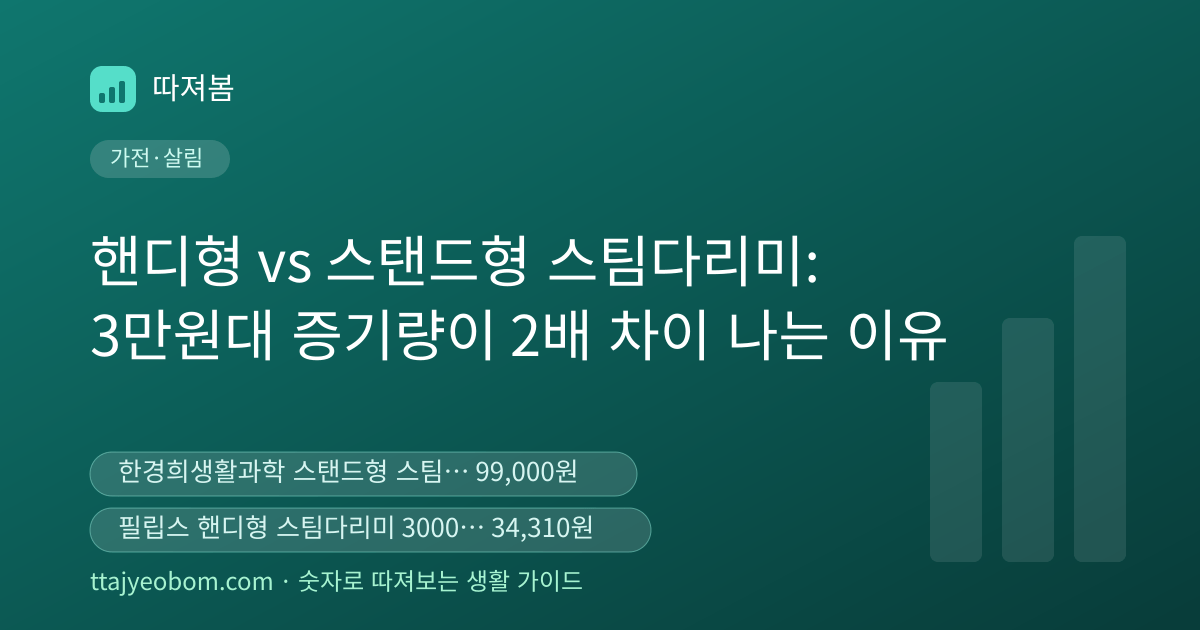 따져봄
가전·살림
핸디형 vs 스탠드형 스팀다리미:
3만원대 증기량이 2배 차이 나는 이유
한경희생활과학 스탠드형 스팀… 99,000원
필립스 핸디형 스팀다리미 3000… 34,310원
ttajyeobom.com · 숫자로 따져보는 생활 가이드